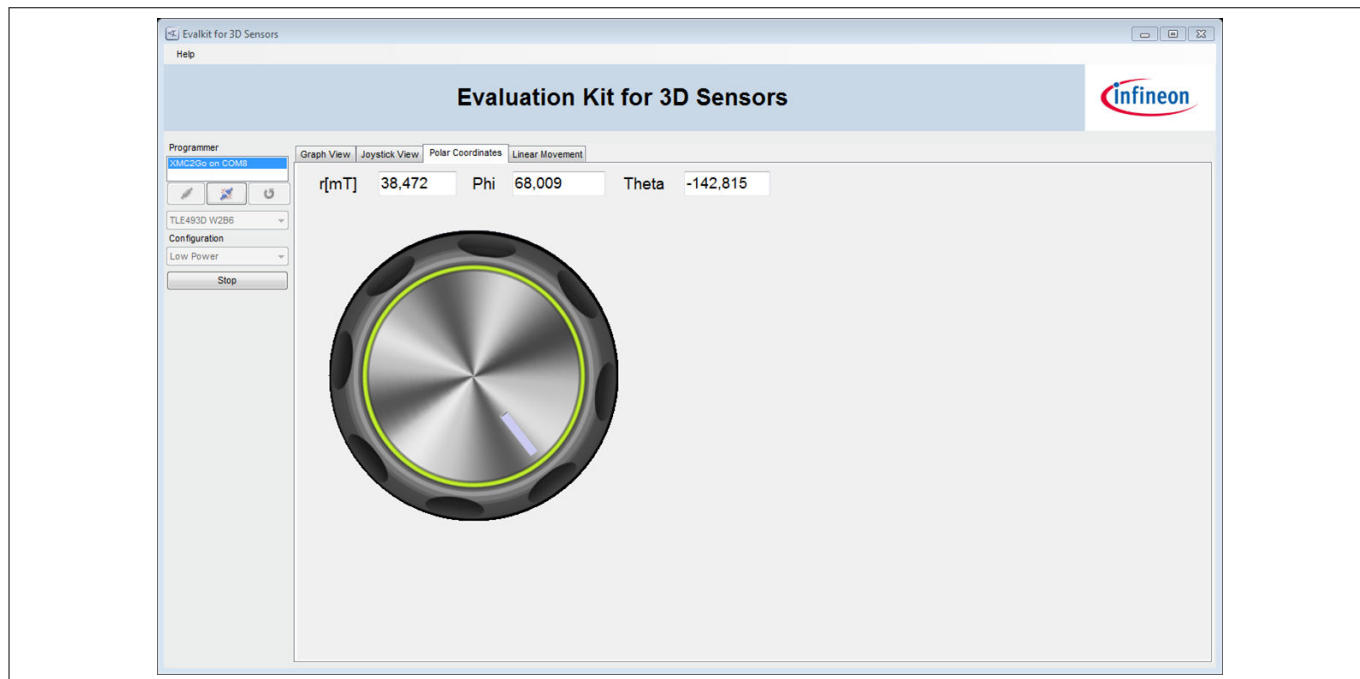 Evalkit for 3D Sensors
Help
Evaluation Kit for 3D Sensors
infineon
Programmer
XMC2Go on COM8
Graph View Joystick View Polar Coordinates Linear Movement
r[mT] 38,472 Phi 68,009 Theta -142,815
TLE493D W2B6
Configuration
Low Power
Stop